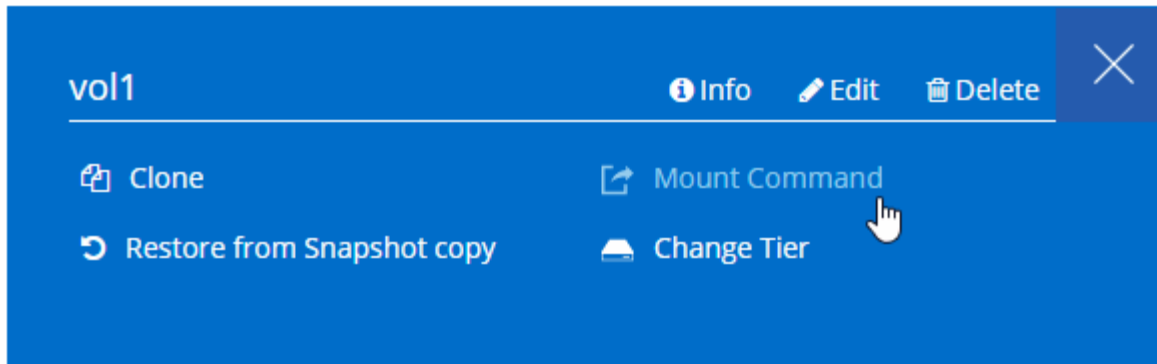 vol1 Info Edit Delete
Clone Mount Command
Restore from Snapshot copy Change Tier